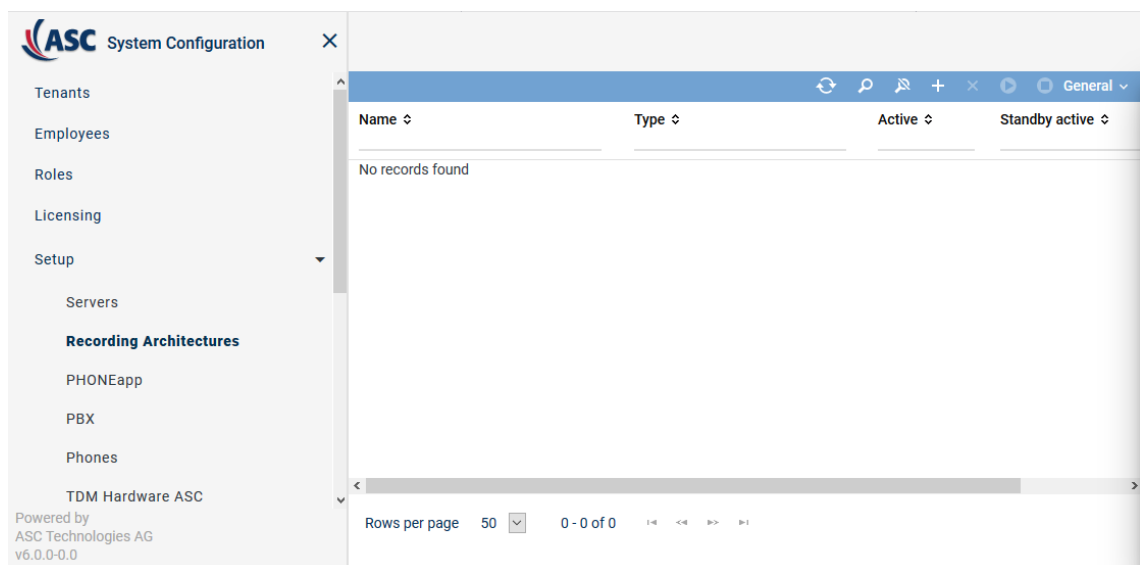 ASC System Configuration
Tenants
Employees
Roles
Licensing
Setup
Servers
Recording Architectures
PHONEapp
PBX
Phones
TDM Hardware ASC
Powered by
ASC Technologies AG
v6.0.0-0.0
General
Name Type Active Standby active
No records found
Rows per page 50 0 - 0 of 0